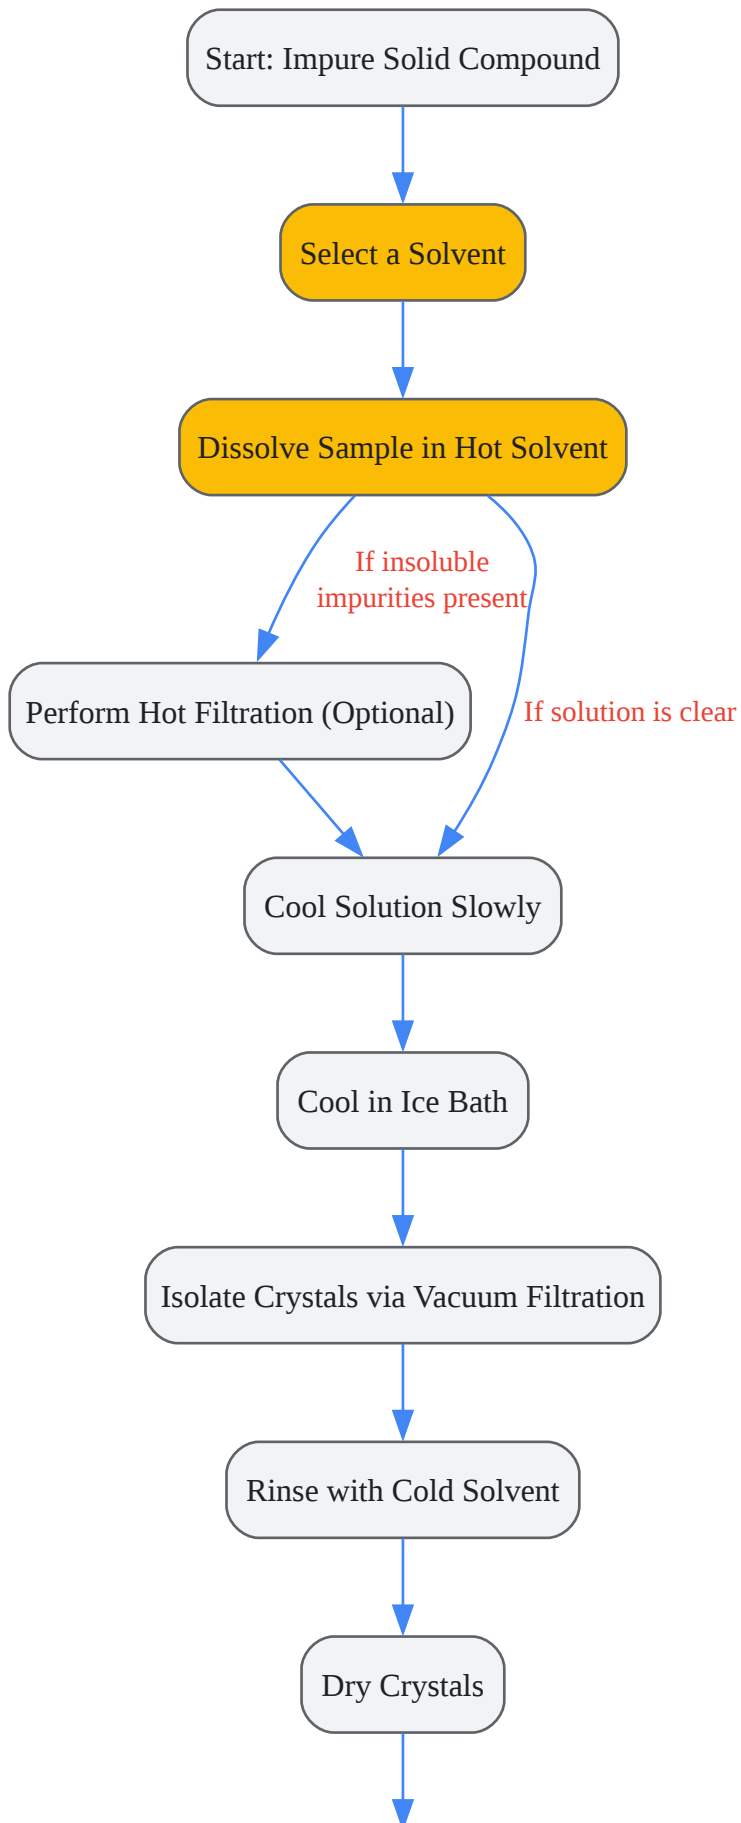 Start: Impure Solid Compound
Select a Solvent
Dissolve Sample in Hot Solvent
If insoluble
impurities present
Perform Hot Filtration (Optional)
If solution is clear
Cool Solution Slowly
Cool in Ice Bath
Isolate Crystals via Vacuum Filtration
Rinse with Cold Solvent
Dry Crystals